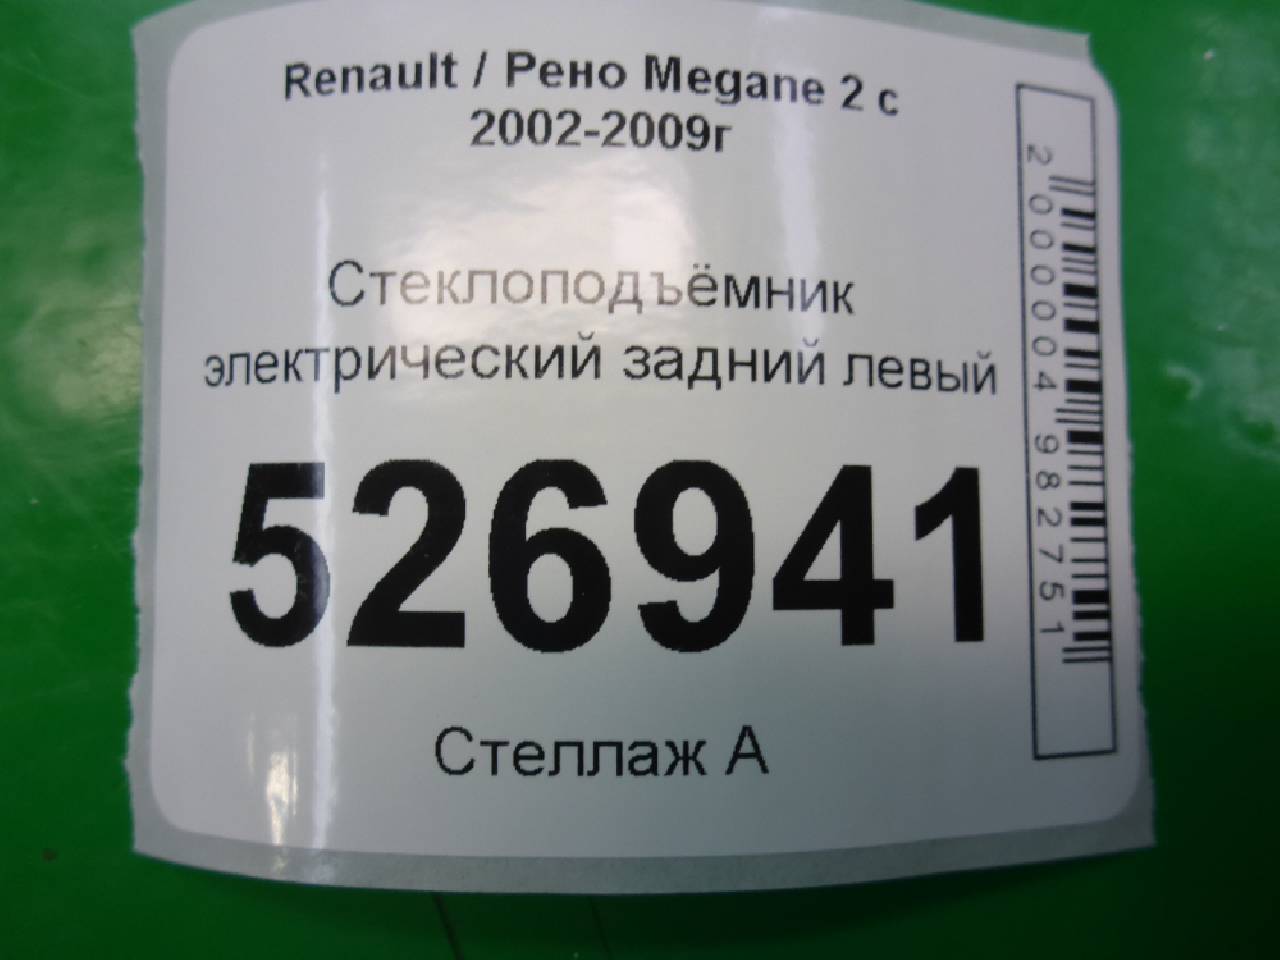 Renault / Рено Megane 2 с
2002-2009г
Стеклоподъёмник
электрический задний левый
526941
Стеллаж А
2000004982751